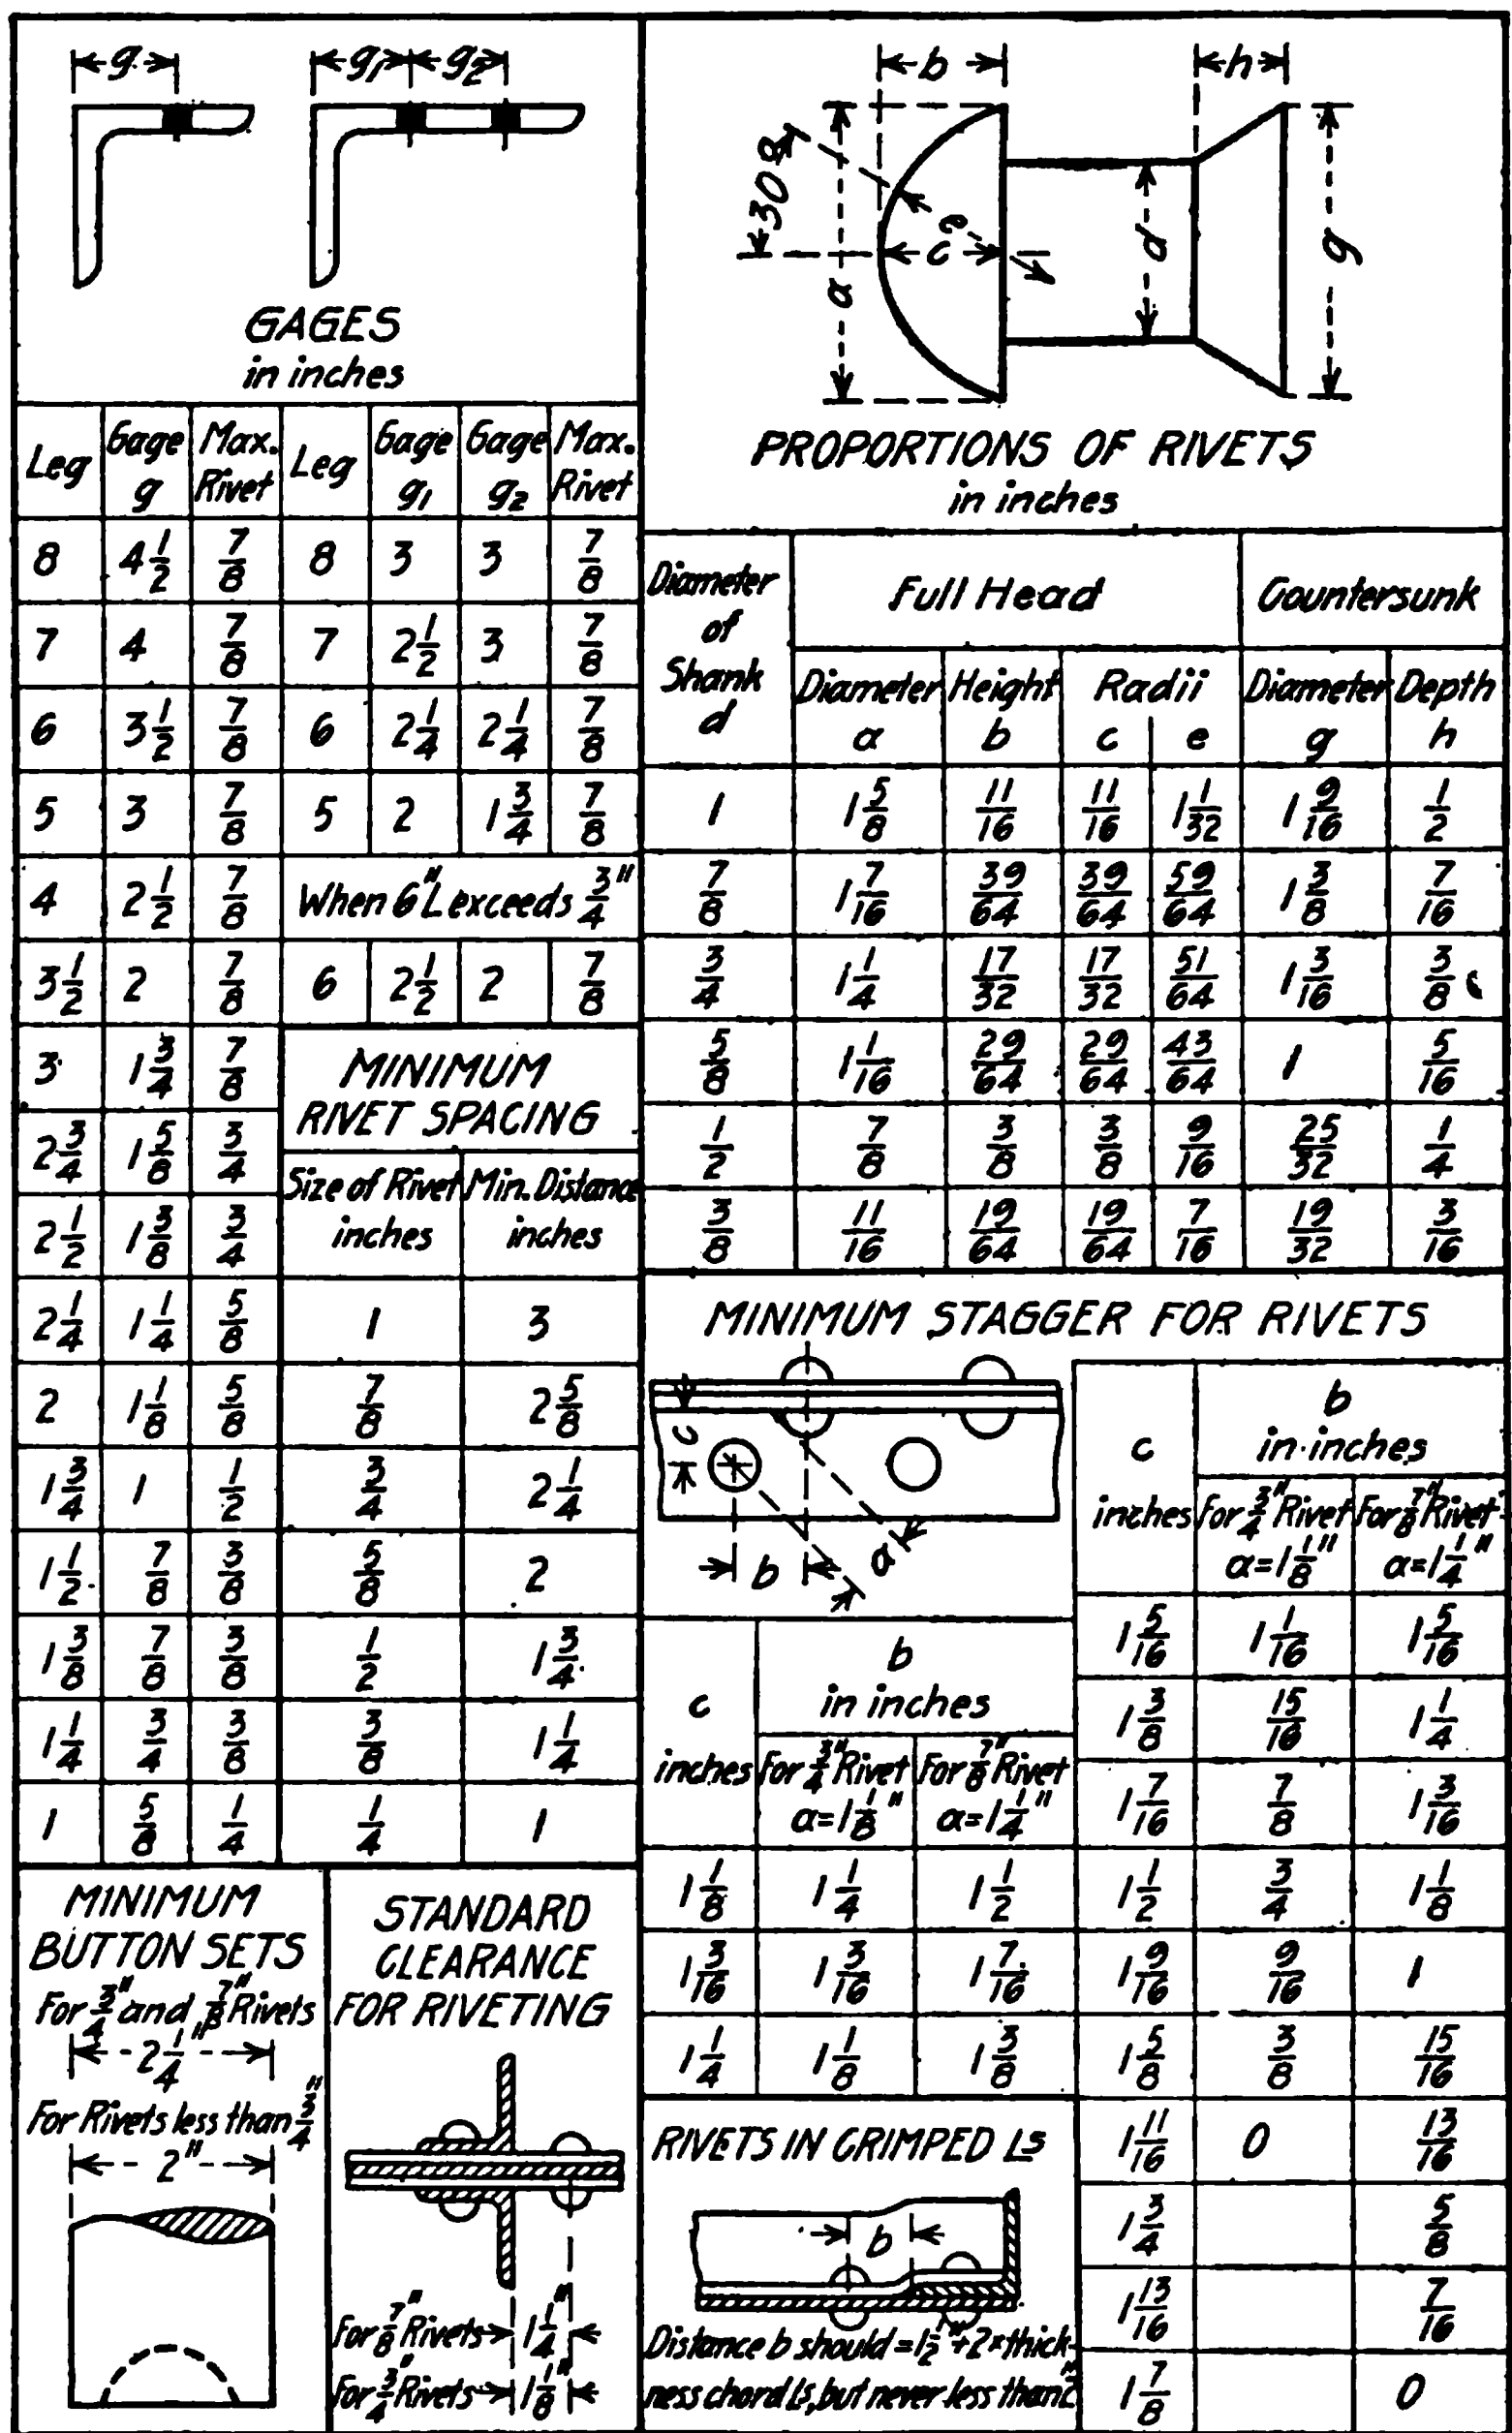 g g1 g2
GAGES
in inches
Leg | Gage g | Max. Rivet | Leg | Gage g1 | Gage g2 | Max. Rivet
8 | 4 1/2 | 7/8 | 8 | 3 | 3 | 7/8
7 | 4 | 7/8 | 7 | 2 1/2 | 3 | 7/8
6 | 3 1/2 | 7/8 | 6 | 2 1/4 | 2 1/4 | 7/8
5 | 3 | 7/8 | 5 | 2 | 1 3/4 | 7/8
4 | 2 1/2 | 7/8 | When 6" L exceeds 3/4"
3 1/2 | 2 | 7/8 | 6 | 2 1/2 | 2 | 7/8
3 | 1 3/4 | 7/8
2 3/4 | 1 5/8 | 3/4
2 1/2 | 1 3/8 | 3/4
2 1/4 | 1 1/4 | 5/8
2 | 1 1/8 | 5/8
1 3/4 | 1 | 1/2
1 1/2 | 7/8 | 3/8
1 3/8 | 7/8 | 3/8
1 1/4 | 3/4 | 3/8
1 | 5/8 | 1/4
MINIMUM
RIVET SPACING
Size of Rivet inches | Min. Distance inches
1 | 3
7/8 | 2 5/8
3/4 | 2 1/4
5/8 | 2
1/2 | 1 3/4
3/8 | 1 1/4
1/4 | 1
MINIMUM
BUTTON SETS
For 3/4" and 7/8" Rivets
2 1/4"
For Rivets less than 3/4"
2"
STANDARD
CLEARANCE
FOR RIVETING
For 7/8" Rivets 1 1/4"
For 3/4" Rivets 1 1/8"
b h
30 e c a d g
PROPORTIONS OF RIVETS
in inches
Diameter of Shank d | Full Head | Countersunk
Diameter a | Height b | Radii c | e | Diameter g | Depth h
1 | 1 5/8 | 11/16 | 11/16 | 1 1/32 | 1 9/16 | 1/2
7/8 | 1 7/16 | 39/64 | 39/64 | 59/64 | 1 3/8 | 7/16
3/4 | 1 1/4 | 17/32 | 17/32 | 51/64 | 1 3/16 | 3/8
5/8 | 1 1/16 | 29/64 | 29/64 | 43/64 | 1 | 5/16
1/2 | 7/8 | 3/8 | 3/8 | 9/16 | 25/32 | 1/4
3/8 | 11/16 | 19/64 | 19/64 | 7/16 | 19/32 | 3/16
MINIMUM STAGGER FOR RIVETS
c b a
c inches | b in inches
For 3/4" Rivet a=1 1/8" | For 7/8" Rivet a=1 1/4"
1 1/8 | 1 1/4 | 1 1/2
1 3/16 | 1 3/16 | 1 7/16
1 1/4 | 1 1/8 | 1 3/8
c inches | b in inches
For 3/4" Rivet a=1 1/8" | For 7/8" Rivet a=1 1/4"
1 5/16 | 1 1/16 | 1 5/16
1 3/8 | 15/16 | 1 1/4
1 7/16 | 7/8 | 1 3/16
1 1/2 | 3/4 | 1 1/8
1 9/16 | 9/16 | 1
1 5/8 | 3/8 | 15/16
1 11/16 | 0 | 13/16
1 3/4 | | 5/8
1 13/16 | | 7/16
1 7/8 | | 0
RIVETS IN CRIMPED Ls
b
Distance b should = 1 1/2" + 2 x thick-
ness chord Ls, but never less than 2"